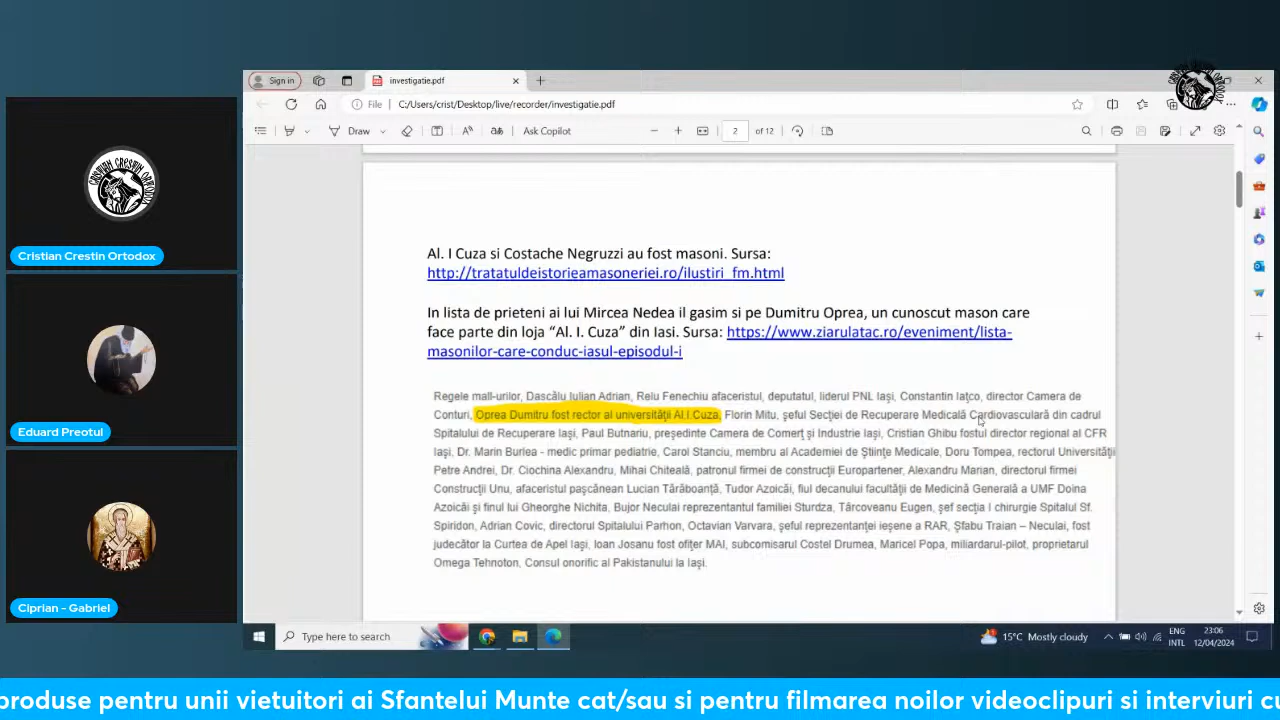 Sign in
investigatie.pdf
File
C:/Users/crist/Desktop/live/recorder/investigatie.pdf
Draw
Ask Copilot
2 of 12
CRISTIAN CRESTIN ORTODOX
Cristian Crestin Ortodox
Eduard Preotul
Ciprian - Gabriel
Al. I Cuza si Costache Negruzzi au fost masoni. Sursa:
http://tratatuldeistorieamasoneriei.ro/ilustiri_fm.html
In lista de prieteni ai lui Mircea Nedea il gasim si pe Dumitru Oprea, un cunoscut mason care
face parte din loja “Al. I. Cuza” din Iasi. Sursa: https://www.ziarulatac.ro/eveniment/lista-
masonilor-care-conduc-iasul-episodul-i
Regele mall-urilor, Dascălu Iulian Adrian, Relu Fenechiu afaceristul, deputatul, liderul PNL Iaşi, Constantin Iaţco, director Camera de
Conturi, Oprea Dumitru fost rector al universităţii Al.I.Cuza, Florin Mitu, şeful Secţiei de Recuperare Medicală Cardiovasculară din cadrul
Spitalului de Recuperare Iaşi, Paul Butnariu, preşedinte Camera de Comerţ şi Industrie Iaşi, Cristian Ghibu fostul director regional al CFR
Iaşi, Dr. Marin Burlea - medic primar pediatrie, Carol Stanciu, membru al Academiei de Ştiinţe Medicale, Doru Tompea, rectorul Universităţii
Petre Andrei, Dr. Ciochina Alexandru, Mihai Chiteală, patronul firmei de construcţii Europartener, Alexandru Marian, directorul firmei
Construcţii Unu, afaceristul paşcănean Lucian Tărăboanţă, Tudor Azoicăi, fiul decanului facultăţii de Medicină Generală a UMF Doina
Azoicăi şi finul lui Gheorghe Nichita, Bujor Neculai reprezentantul familiei Sturdza, Târcoveanu Eugen, şef secţia I chirurgie Spitalul Sf.
Spiridon, Adrian Covic, directorul Spitalului Parhon, Octavian Varvara, şeful reprezentanţei ieşene a RAR, Şfabu Traian – Neculai, fost
judecător la Curtea de Apel Iaşi, Ioan Josanu fost ofiţer MAI, subcomisarul Costel Drumea, Maricel Popa, miliardarul-pilot, proprietarul
Omega Tehnoton, Consul onorific al Pakistanului la Iaşi.
Type here to search
15°C Mostly cloudy
ENG
INTL
23:06
12/04/2024
produse pentru unii vietuitori ai Sfantelui Munte cat/sau si pentru filmarea noilor videoclipuri si interviuri cu